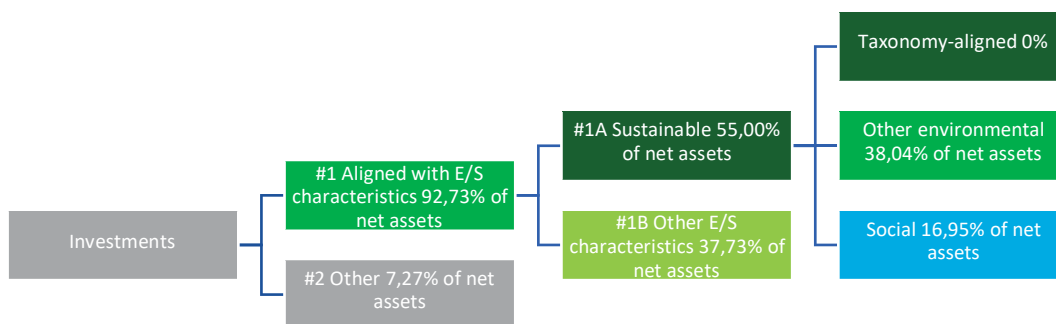 Investments
#1 Aligned with E/S
characteristics 92,73% of
net assets
#2 Other 7,27% of net
assets
#1A Sustainable 55,00%
of net assets
#1B Other E/S
characteristics 37,73% of
net assets
Taxonomy-aligned 0%
Other environmental
38,04% of net assets
Social 16,95% of net
assets